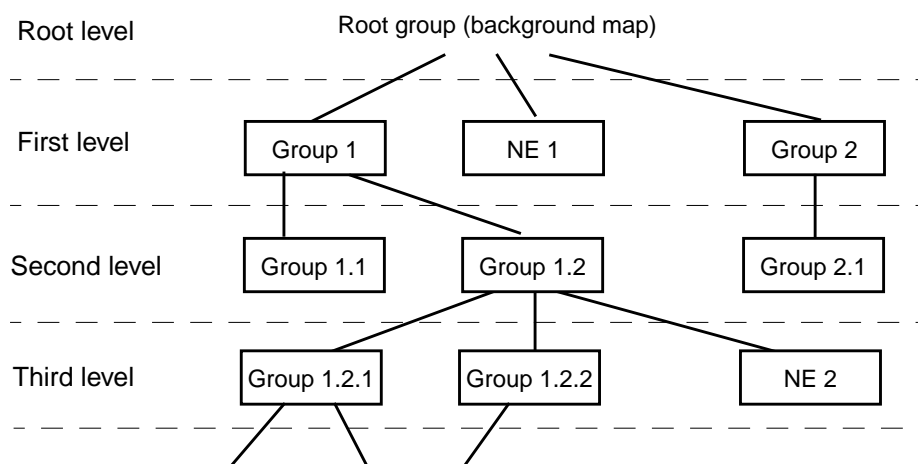 Root level
Root group (background map)
First level
Group 1
NE 1
Group 2
Second level
Group 1.1
Group 1.2
Group 2.1
Third level
Group 1.2.1
Group 1.2.2
NE 2